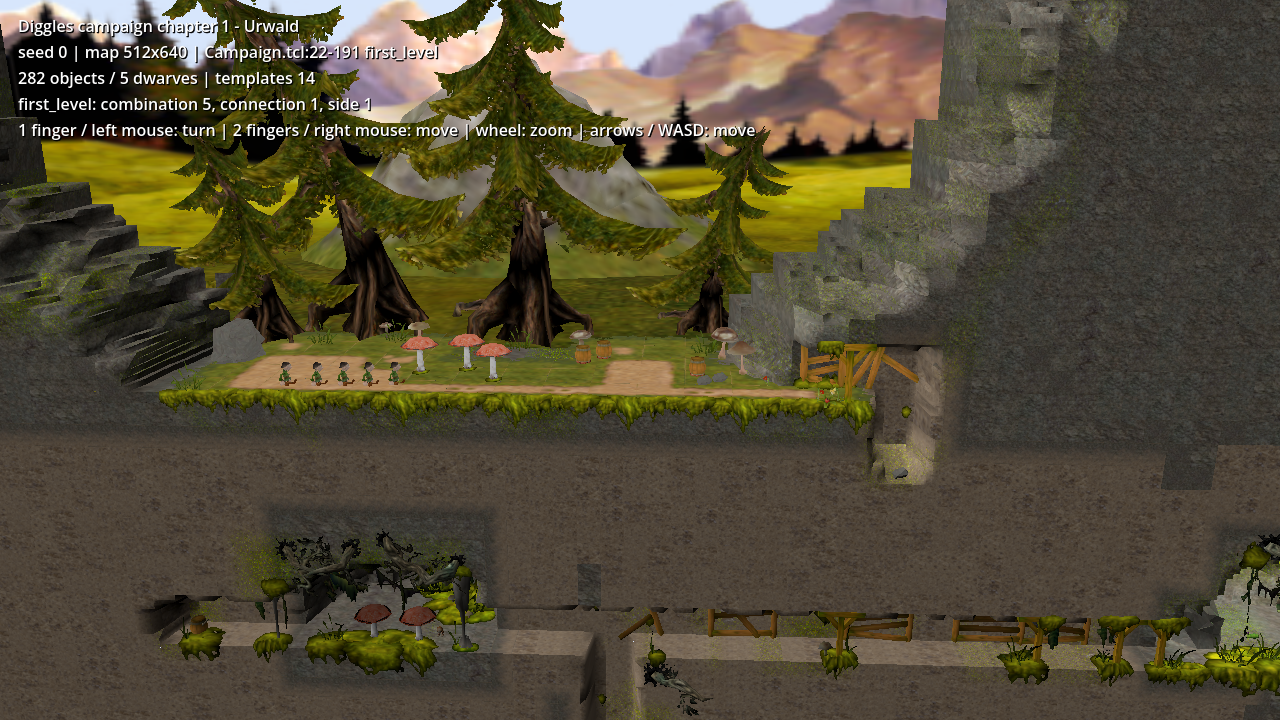 Diggles campaign chapter 1 - Urwald
seed 0 | map 512x640 | Campaign.tcl:22-191 first_level
282 objects / 5 dwarves | templates 14
first_level: combination 5, connection 1, side 1
1 finger / left mouse: turn | 2 fingers / right mouse: move | wheel: zoom | arrows / WASD: move